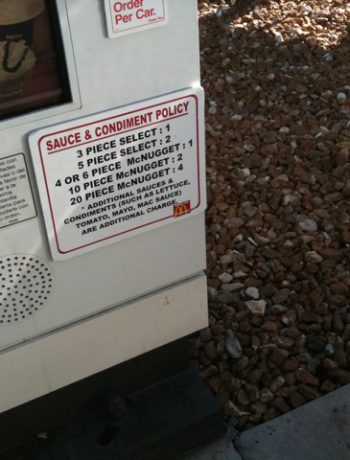 Order
Per Car.
SAUCE & CONDIMENT POLICY
3 PIECE SELECT : 1
5 PIECE SELECT : 2
4 OR 6 PIECE McNUGGET : 1
10 PIECE McNUGGET : 2
20 PIECE McNUGGET : 4
* ADDITIONAL SAUCES &
CONDIMENTS (SUCH AS LETTUCE,
TOMATO, MAYO, MAC SAUCE)
ARE ADDITIONAL CHARGE.